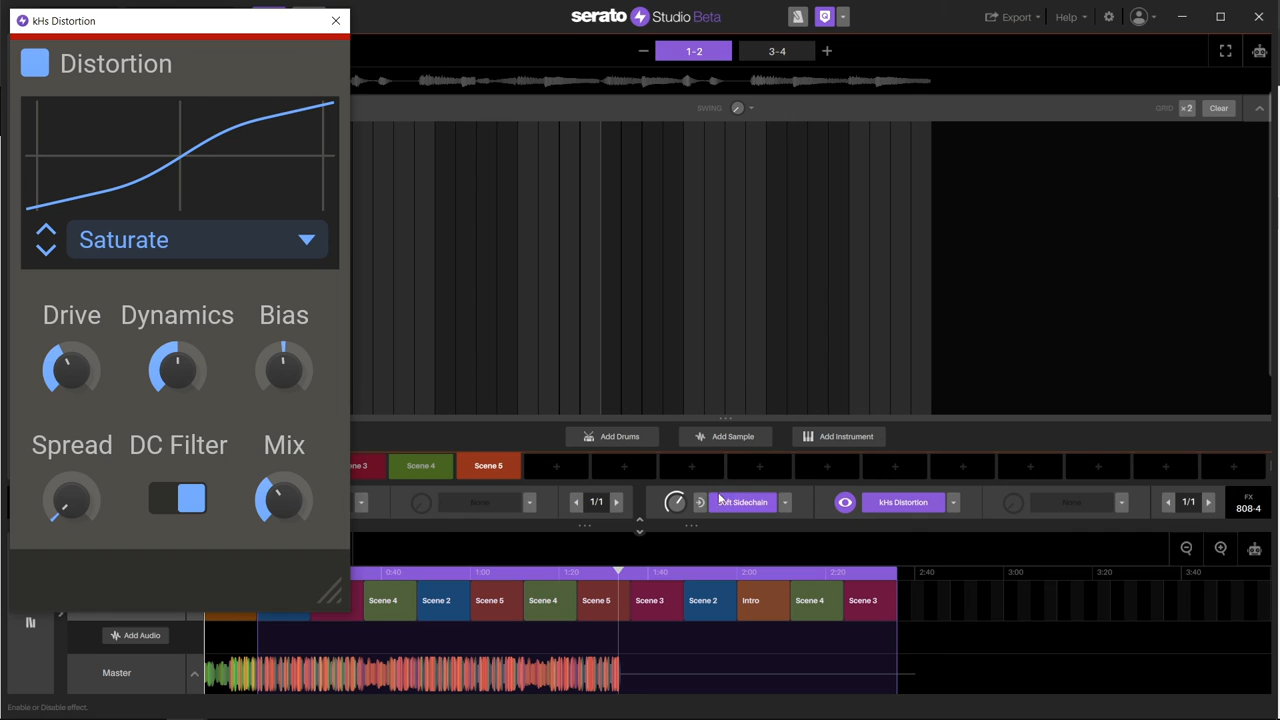 kHs Distortion
serato Studio Beta
Export
Help
Distortion
1-2
3-4
SWING
GRID
x2
Clear
Saturate
Drive
Dynamics
Bias
Add Drums
Add Sample
Add Instrument
Spread
DC Filter
Mix
ne 3
Scene 4
Scene 5
None
1/1
Soft Sidechain
kHs Distortion
None
1/1
FX
808-4
0:40
1:00
1:20
1:40
2:00
2:20
2:40
3:00
3:20
3:40
Scene 4
Scene 2
Scene 5
Scene 4
Scene 5
Scene 3
Scene 2
Intro
Scene 4
Scene 3
Add Audio
Master
Enable or Disable effect.